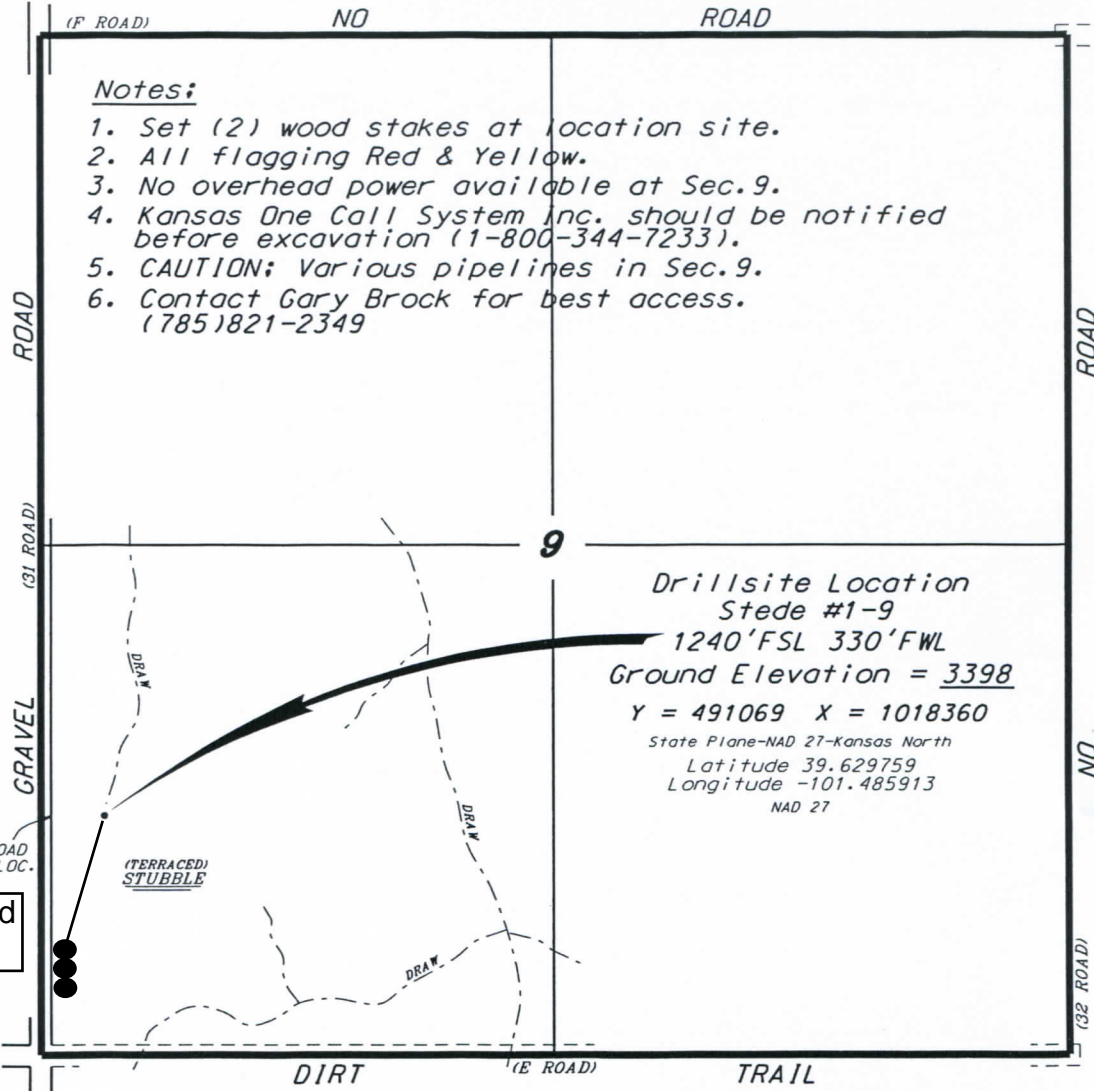 (F ROAD) NO ROAD
Notes:
1. Set (2) wood stakes at location site.
2. All flagging Red & Yellow.
3. No overhead power available at Sec.9.
4. Kansas One Call System Inc. should be notified
before excavation (1-800-344-7233).
5. CAUTION: Various pipelines in Sec.9.
6. Contact Gary Brock for best access.
(785)821-2349
ROAD
ROAD
(31 ROAD)
9
Drillsite Location
Stede #1-9
1240'FSL 330'FWL
Ground Elevation = 3398
Y = 491069 X = 1018360
State Plane-NAD 27-Kansas North
Latitude 39.629759
Longitude -101.485913
NAD 27
DRAW
GRAVEL
NO
DRAW
LOC.
(TERRACED)
STUBBLE
DRAW
(32 ROAD)
DIRT (E ROAD) TRAIL